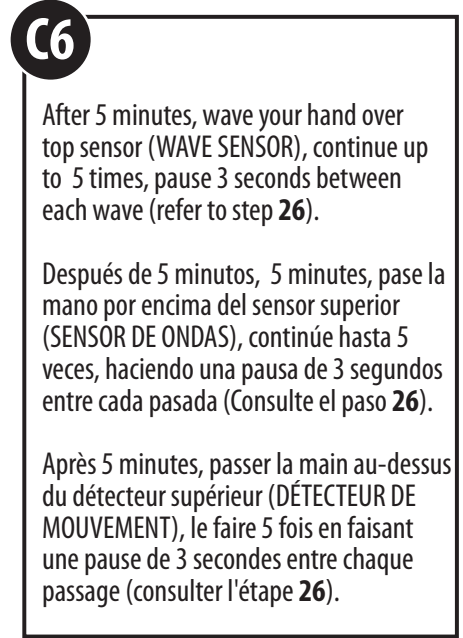 C6
After 5 minutes, wave your hand over
top sensor (WAVE SENSOR), continue up
to 5 times, pause 3 seconds between
each wave (refer to step 26).
Después de 5 minutos, 5 minutes, pase la
mano por encima del sensor superior
(SENSOR DE ONDAS), continúe hasta 5
veces, haciendo una pausa de 3 segundos
entre cada pasada (Consulte el paso 26).
Après 5 minutes, passer la main au-dessus
du détecteur supérieur (DÉTECTEUR DE
MOUVEMENT), le faire 5 fois en faisant
une pause de 3 secondes entre chaque
passage (consulter l'étape 26).